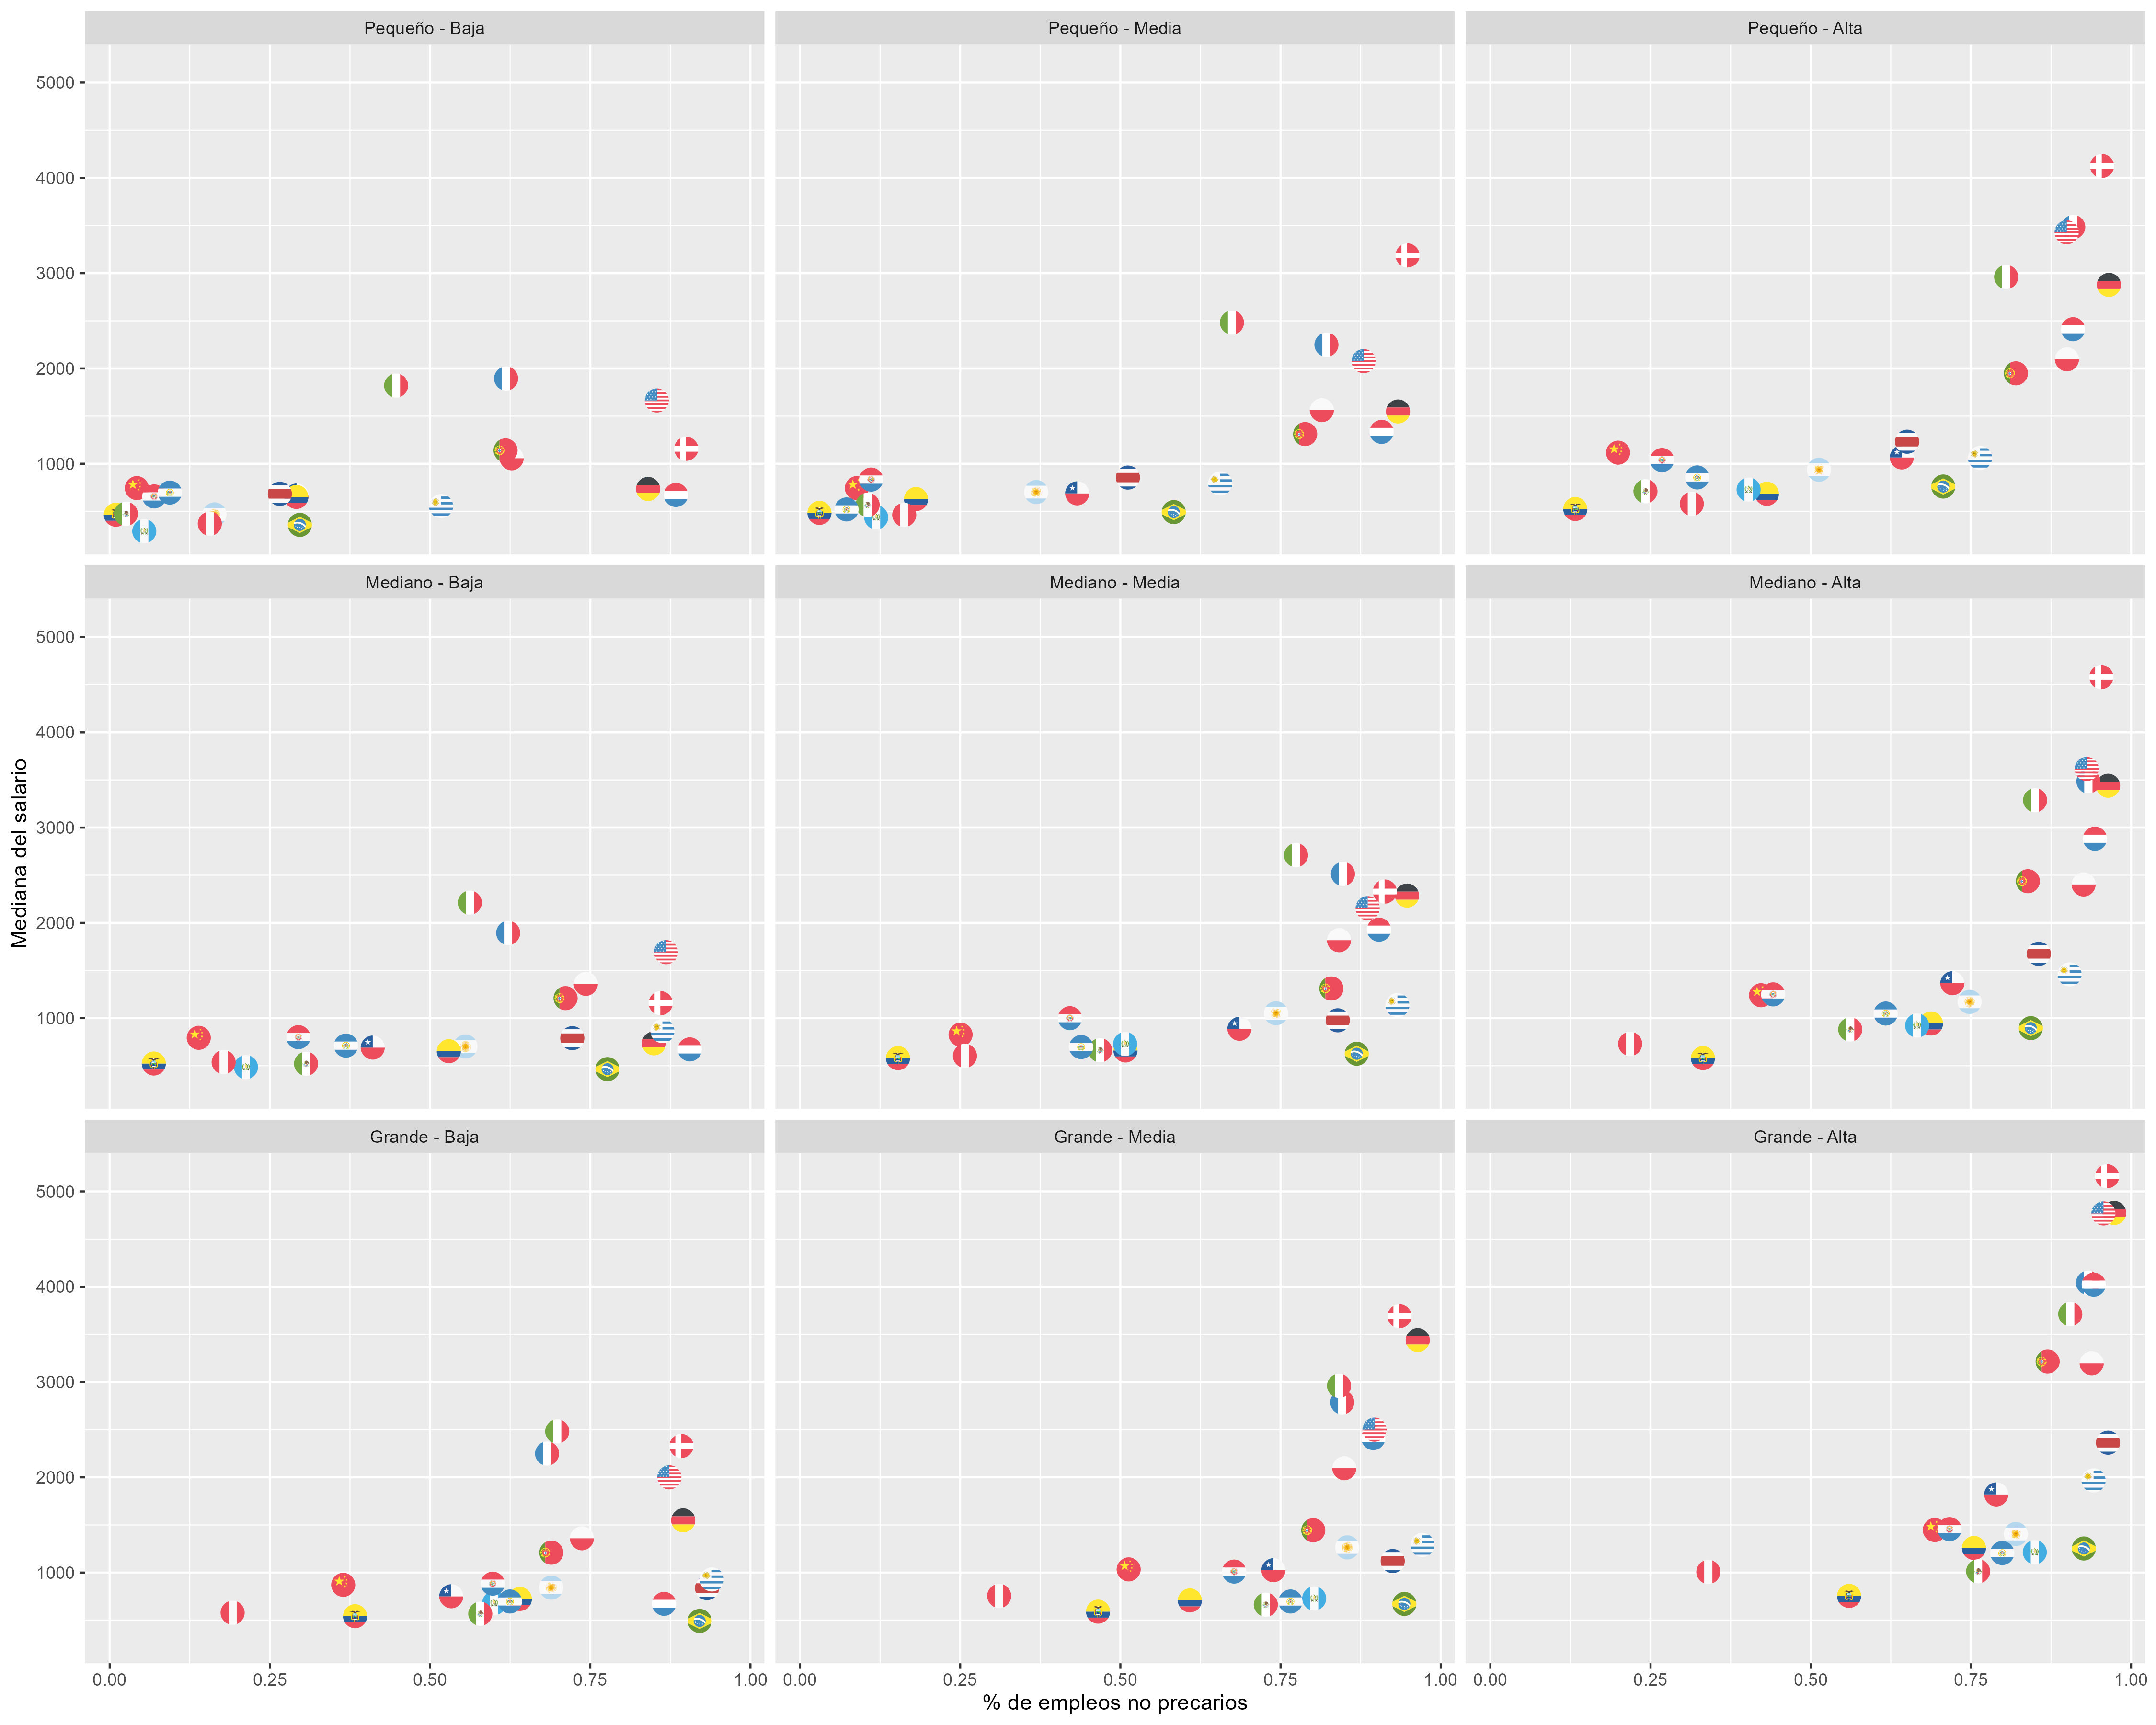 Pequeño - Baja
Pequeño - Media
Pequeño - Alta
5000
4000
3000
2000
1000
Mediano - Baja
Mediano - Media
Mediano - Alta
5000
4000
3000
2000
1000
Mediana del salario
Grande - Baja
Grande - Media
Grande - Alta
5000
4000
3000
2000
1000
0.00 0.25 0.50 0.75 1.00
0.00 0.25 0.50 0.75 1.00
0.00 0.25 0.50 0.75 1.00
% de empleos no precarios